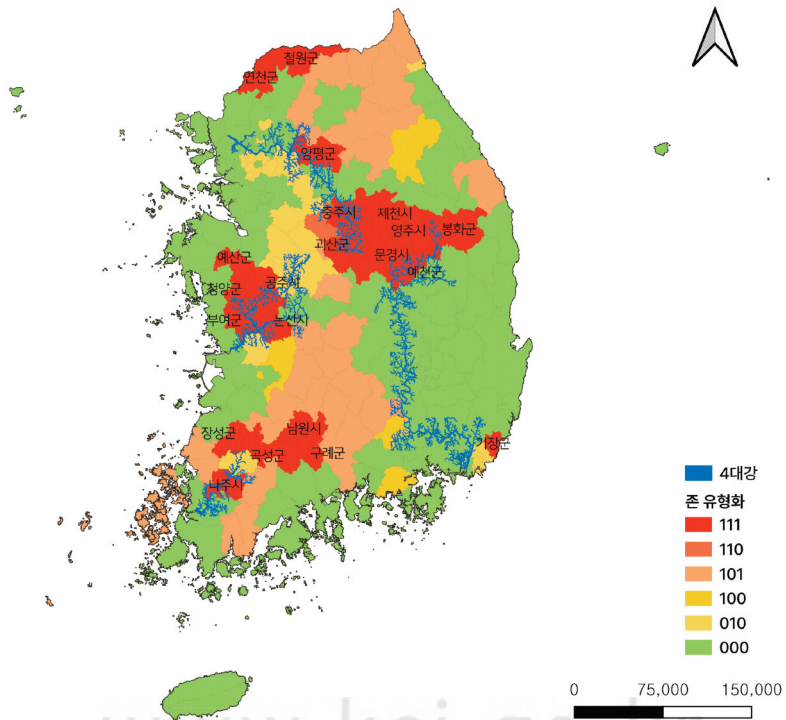 칠원군
연천군
양평군
충주시
제천시
영주시
봉화군
괴산군
문경시
예천군
예산군
공주시
청양군
부여군
논산시
장성군
남원시
곡성군
구례군
나주시
기장군
4대강
존 유형화
111
110
101
100
010
000
0 75,000 150,000